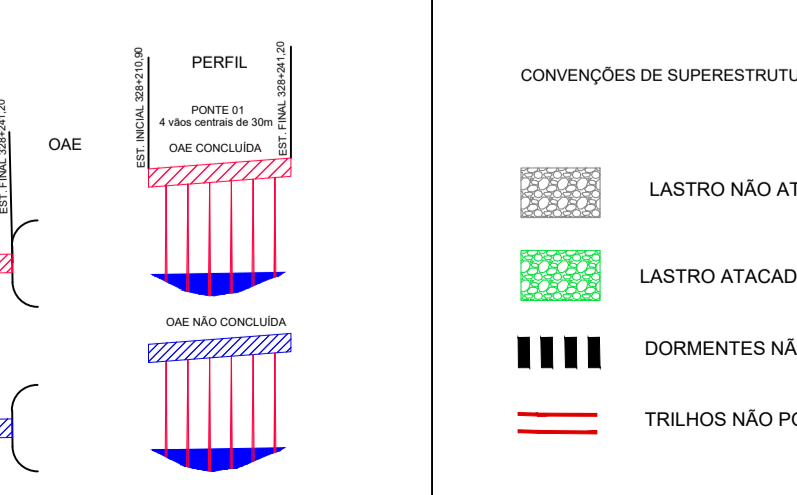 EST. FINAL 328+241,20
OAE
EST. INICIAL 328+210,90
PERFIL
EST. FINAL 328+241,20
PONTE 01
4 vãos centrais de 30m
OAE CONCLUÍDA
OAE NÃO CONCLUÍDA
CONVENÇÕES DE SUPERESTRUTU
LASTRO NÃO AT
LASTRO ATACAD
DORMENTES NÃ
TRILHOS NÃO PO